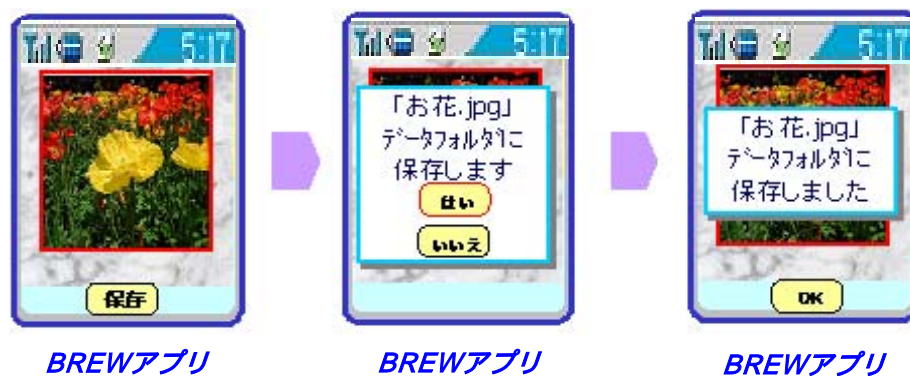 5:17
保存
BREWアプリ
5:17
「お花.jpg」
データフォルダに
保存します
はい
いいえ
BREWアプリ
5:17
「お花.jpg」
データフォルダに
保存しました
OK
BREWアプリ